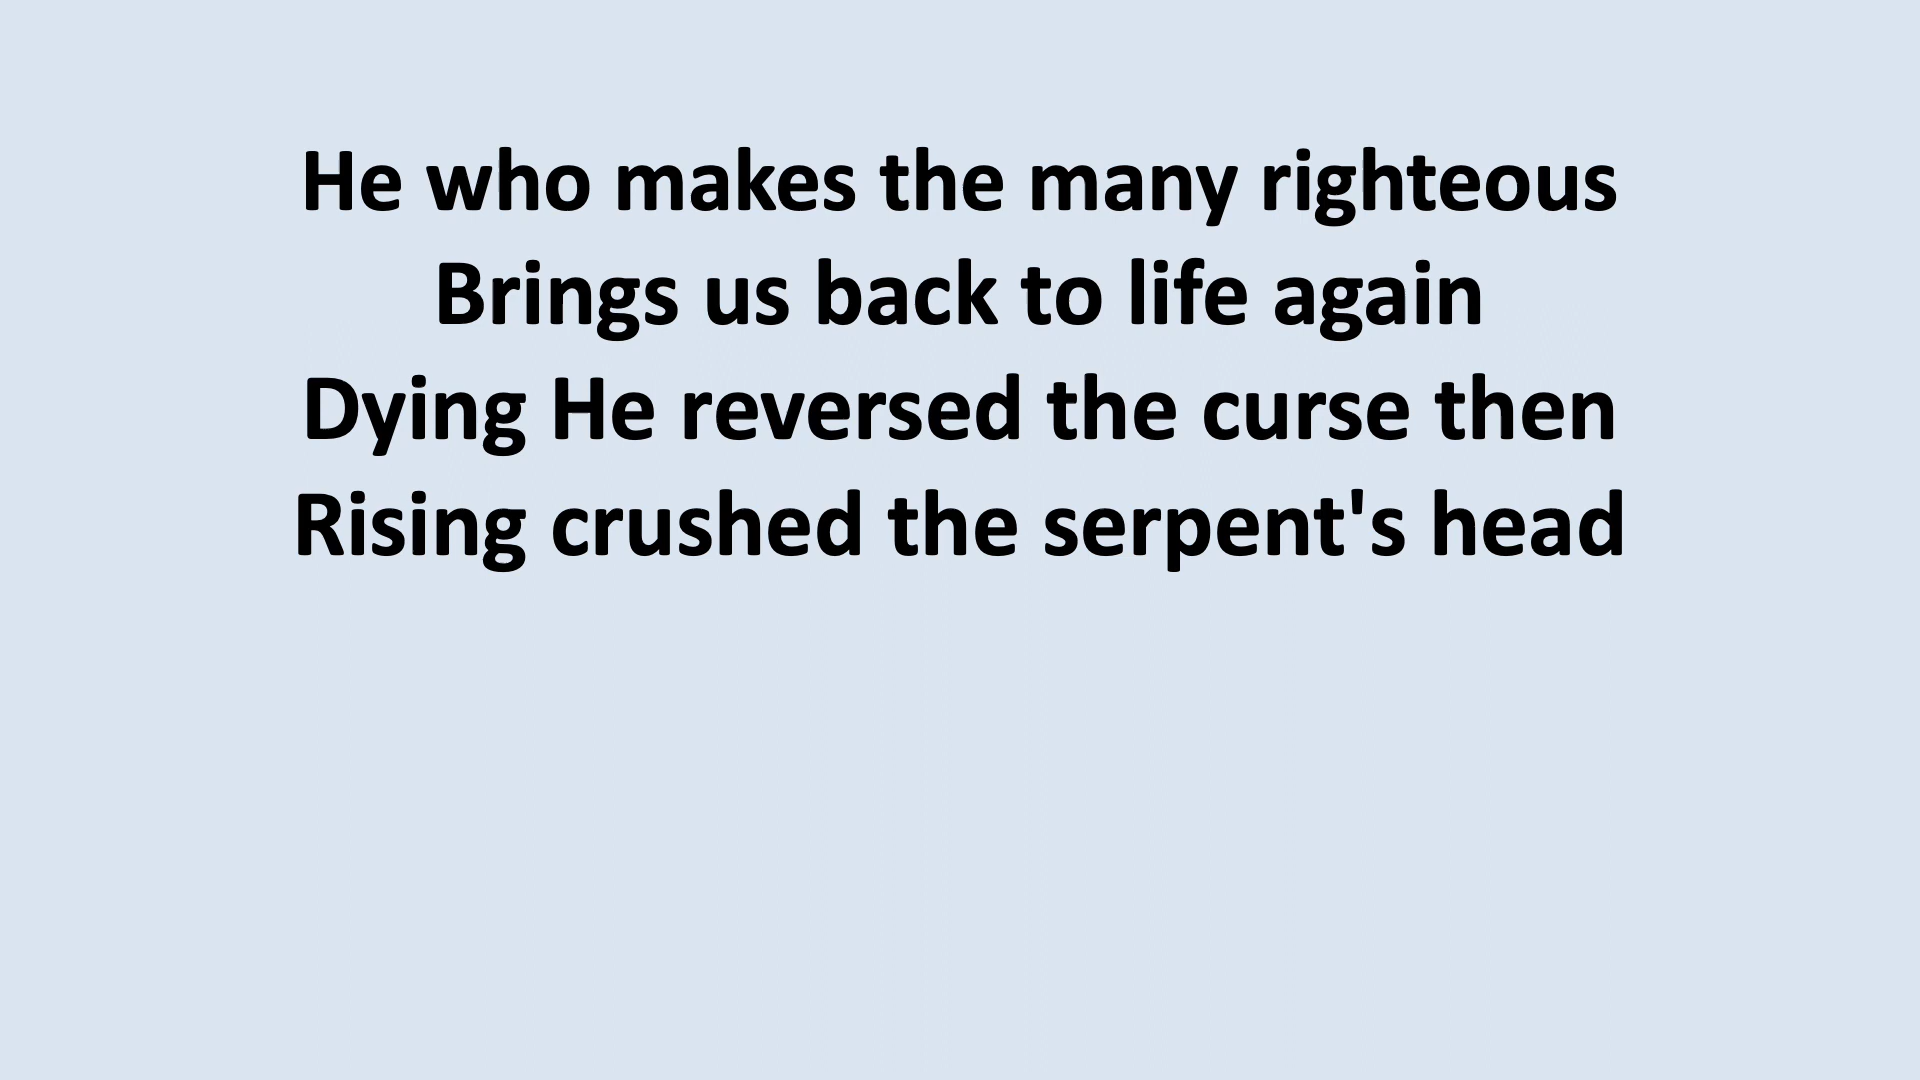 He who makes the many righteous
Brings us back to life again
Dying He reversed the curse then
Rising crushed the serpent's head